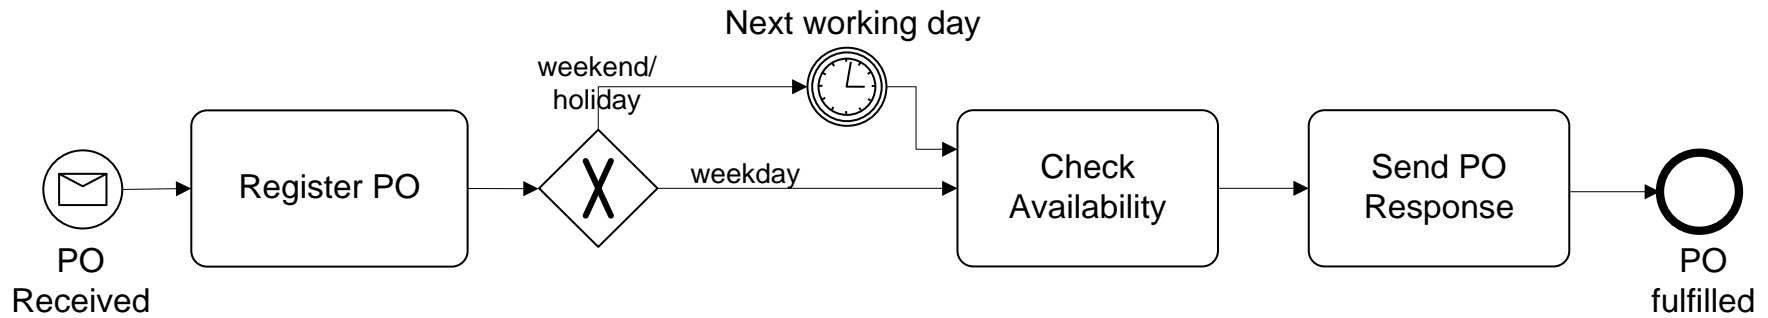 Next working day
weekend/
holiday
Register PO
weekday
Check
Availability
Send PO
Response
PO
Received
PO
fulfilled